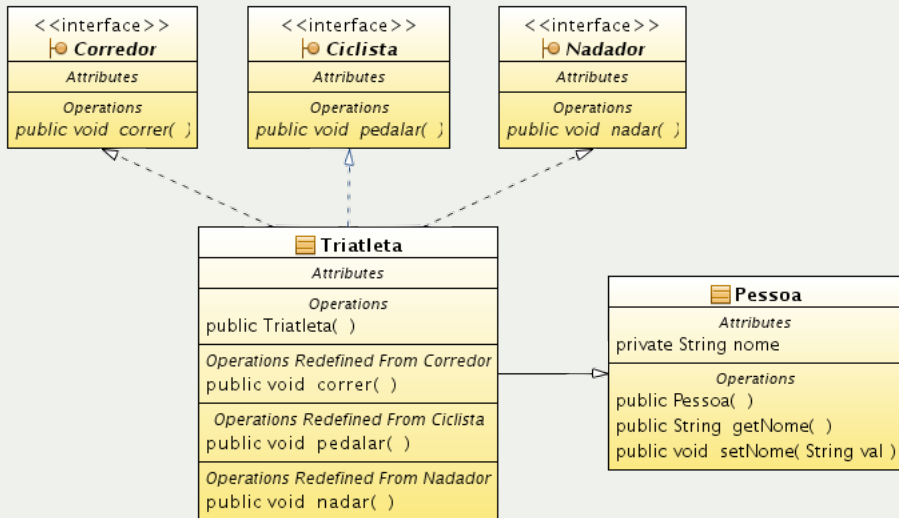 <<interface>>
Corredor
Attributes
Operations
public void correr( )
<<interface>>
Ciclista
Attributes
Operations
public void pedalar( )
<<interface>>
Nadador
Attributes
Operations
public void nadar( )
Triatleta
Attributes
Operations
public Triatleta( )
Operations Redefined From Corredor
public void correr( )
Operations Redefined From Ciclista
public void pedalar( )
Operations Redefined From Nadador
public void nadar( )
Pessoa
Attributes
private String nome
Operations
public Pessoa( )
public String getNome( )
public void setNome( String val )